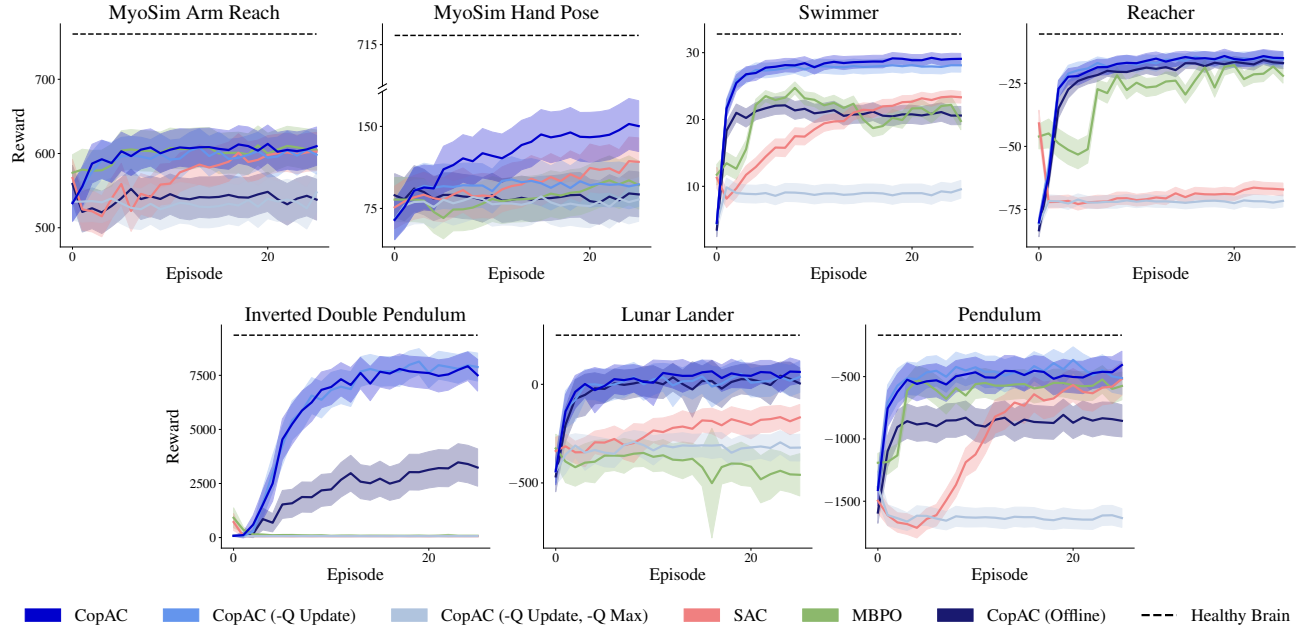 MyoSim Arm Reach
MyoSim Hand Pose
Swimmer
Reacher
Reward
700
600
500
0
20
Episode
715
150
75
0
20
Episode
30
20
10
0
20
Episode
−25
−50
−75
0
20
Episode
Inverted Double Pendulum
Lunar Lander
Pendulum
Reward
7500
5000
2500
0
0
20
Episode
0
−500
0
20
Episode
−500
−1000
−1500
0
20
Episode
CopAC CopAC (-Q Update) CopAC (-Q Update, -Q Max) SAC MBPO CopAC (Offline) Healthy Brain